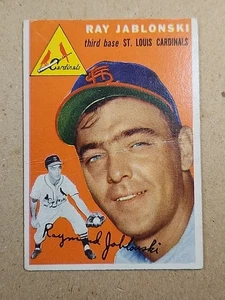 RAY JABLONSKI
third base ST. LOUIS CARDINALS
Cardinals
Raymond Jablonski